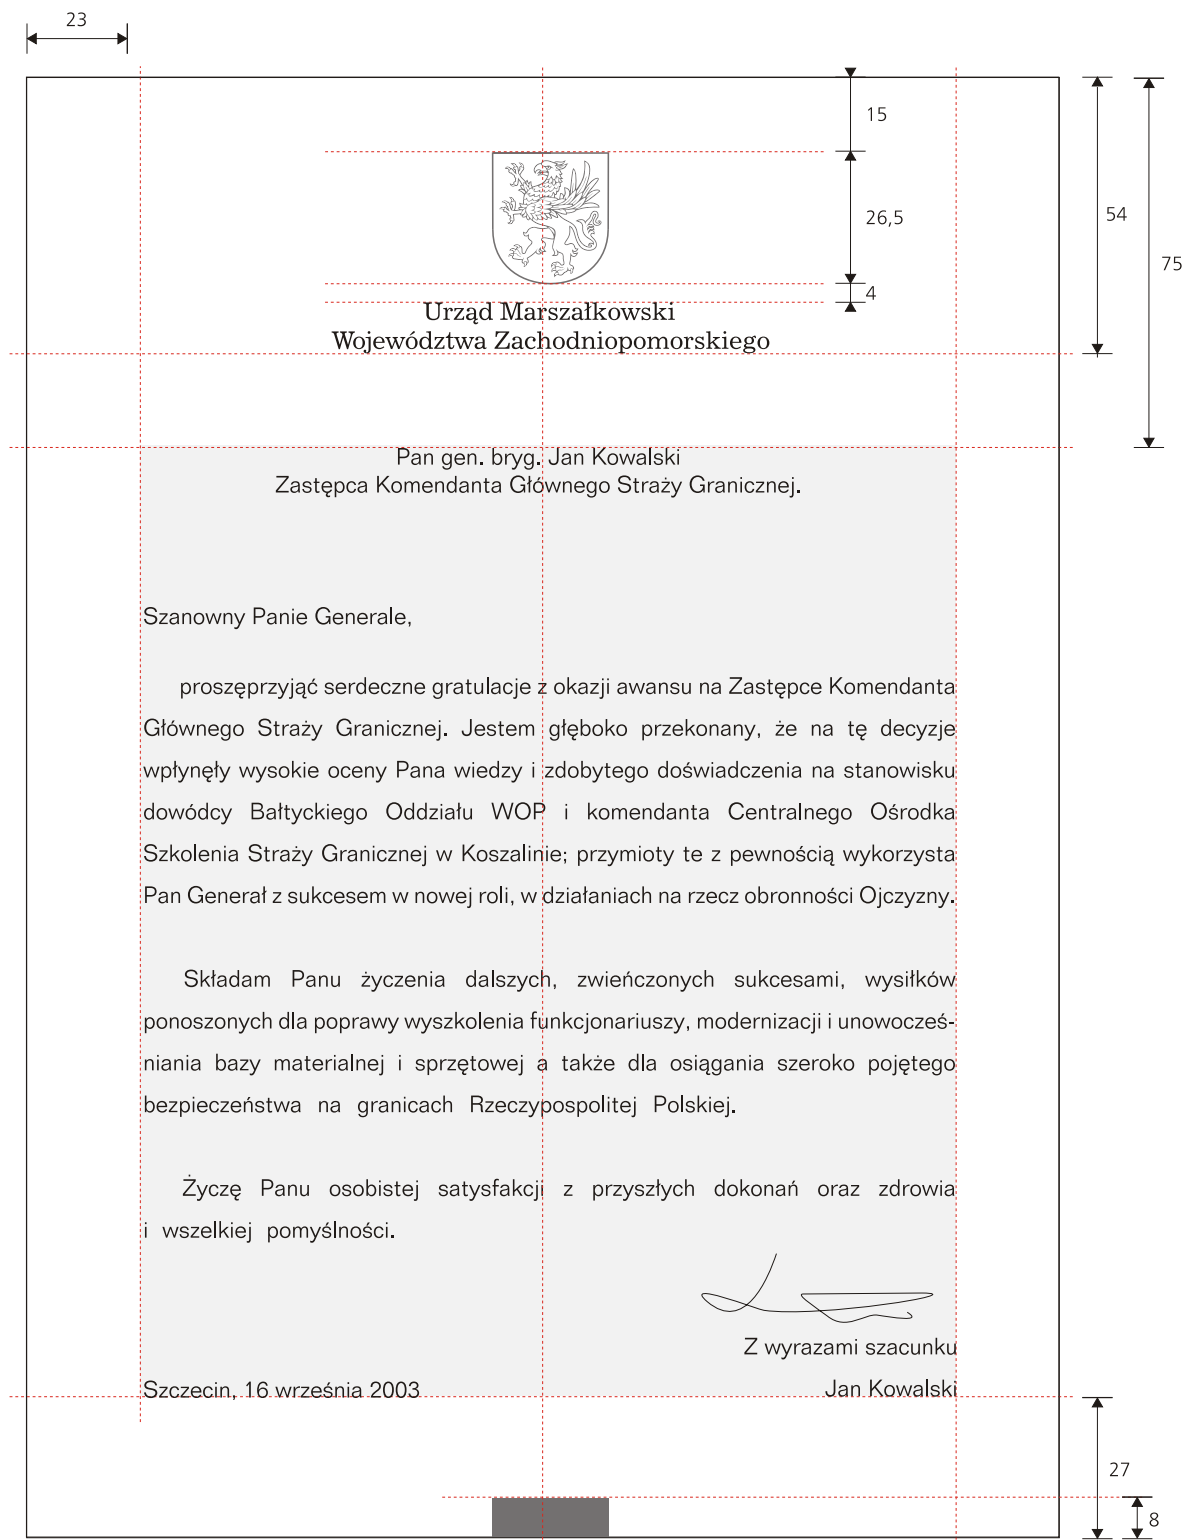 23
15
26,5
54
75
4
Urząd Marszałkowski
Województwa Zachodniopomorskiego
Pan gen. bryg. Jan Kowalski
Zastępca Komendanta Głównego Straży Granicznej.
Szanowny Panie Generale,
proszęprzyjąć serdeczne gratulacje z okazji awansu na Zastępce Komendanta
Głównego Straży Granicznej. Jestem głęboko przekonany, że na tę decyzje
wpłynęły wysokie oceny Pana wiedzy i zdobytego doświadczenia na stanowisku
dowódcy Bałtyckiego Oddziału WOP i komendanta Centralnego Ośrodka
Szkolenia Straży Granicznej w Koszalinie; przymioty te z pewnością wykorzysta
Pan Generał z sukcesem w nowej roli, w działaniach na rzecz obronności Ojczyzny.
Składam Panu życzenia dalszych, zwieńczonych sukcesami, wysiłków
ponoszonych dla poprawy wyszkolenia funkcjonariuszy, modernizacji i unowocześ-
niania bazy materialnej i sprzętowej a także dla osiągania szeroko pojętego
bezpieczeństwa na granicach Rzeczypospolitej Polskiej.
Życzę Panu osobistej satysfakcji z przyszłych dokonań oraz zdrowia
i wszelkiej pomyślności.
Z wyrazami szacunku
Szczecin, 16 września 2003 Jan Kowalski
27
8